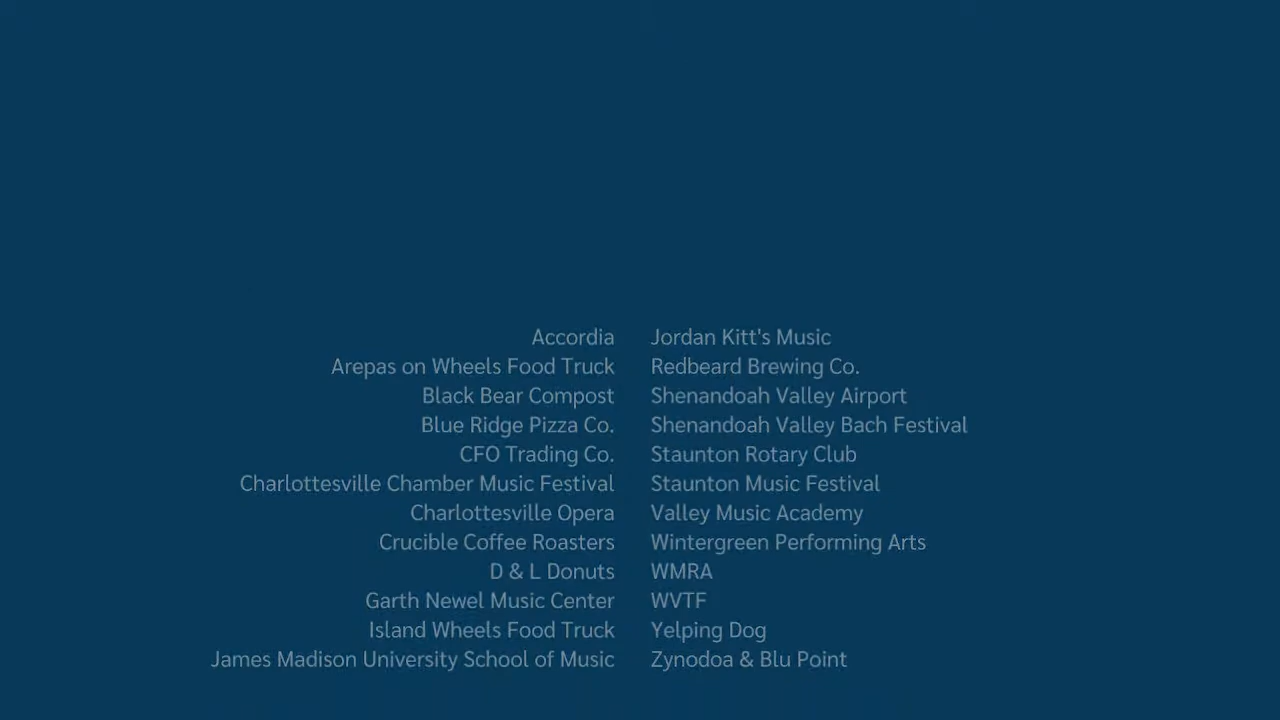 Accordia
Arepas on Wheels Food Truck
Black Bear Compost
Blue Ridge Pizza Co.
CFO Trading Co.
Charlottesville Chamber Music Festival
Charlottesville Opera
Crucible Coffee Roasters
D & L Donuts
Garth Newel Music Center
Island Wheels Food Truck
James Madison University School of Music
Jordan Kitt's Music
Redbeard Brewing Co.
Shenandoah Valley Airport
Shenandoah Valley Bach Festival
Staunton Rotary Club
Staunton Music Festival
Valley Music Academy
Wintergreen Performing Arts
WMRA
WVTF
Yelping Dog
Zynodoa & Blu Point